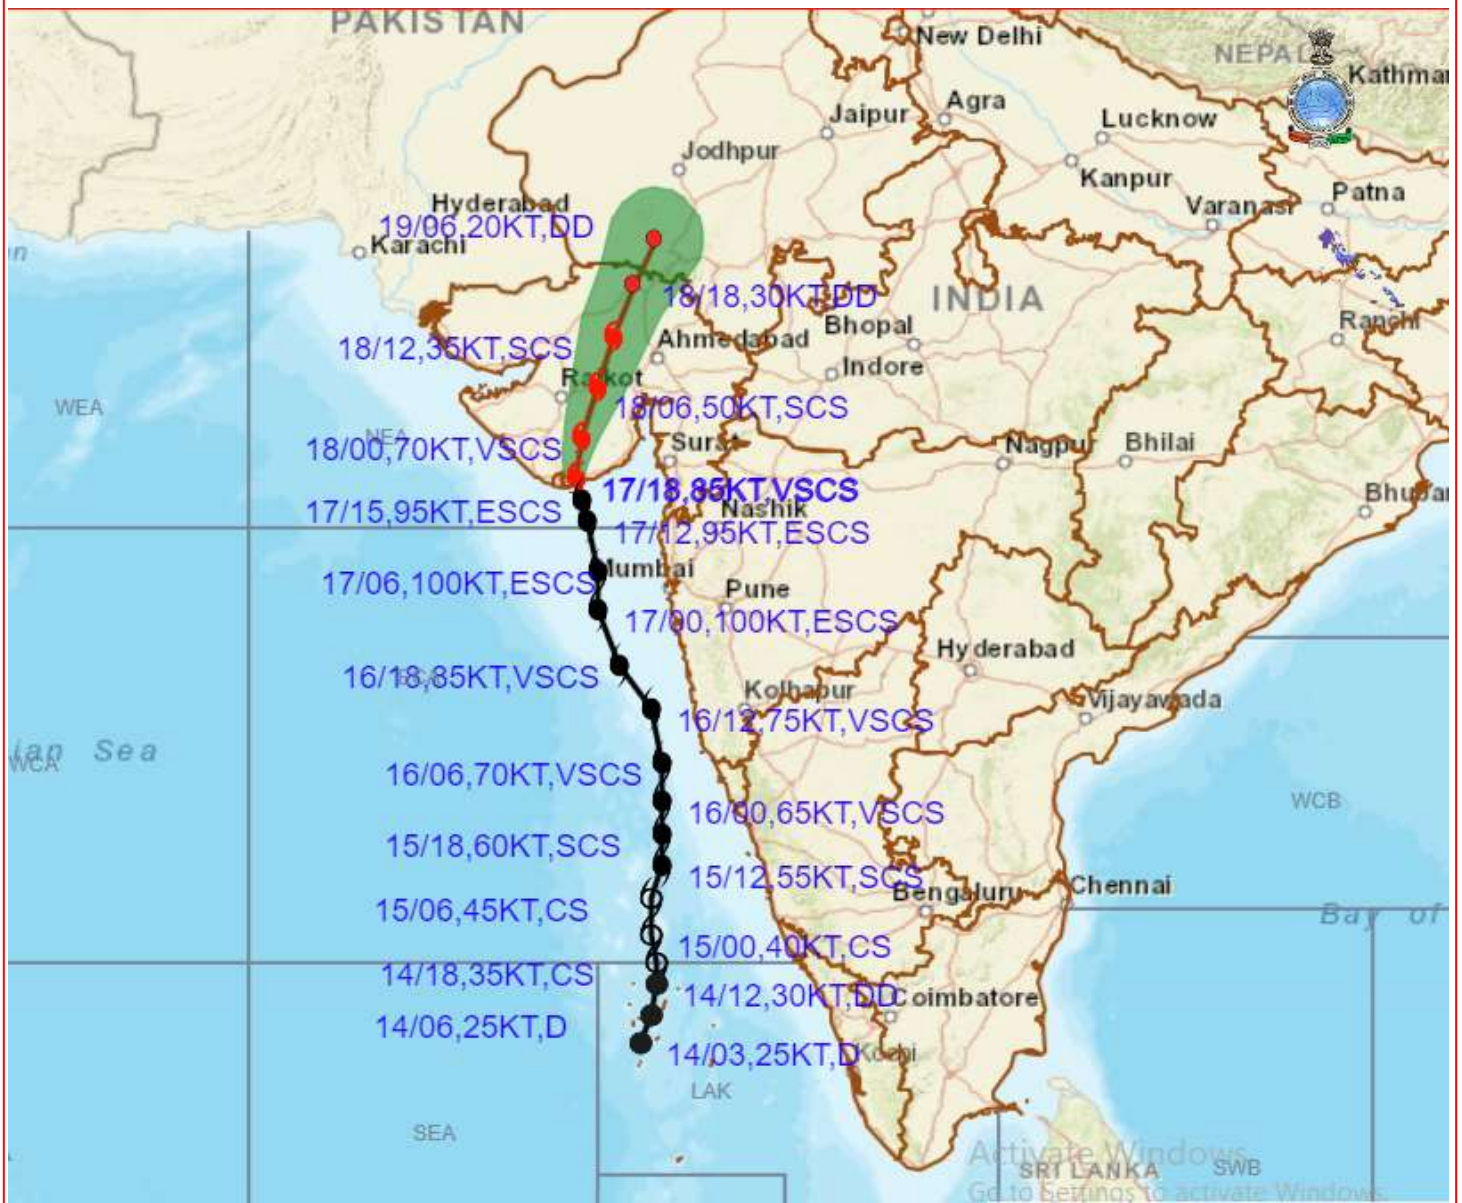 PAKISTAN
New Delhi
NEPAL
Kathmar
Agra
Jaipur
Lucknow
Jodhpur
Kanpur
Patna
Varanasi
Hyderabad
19/06,20KT,DD
Karachi
18/18,30KT,DD
INDIA
Bhopal
Ranchi
Ahmedabad
18/12,35KT,SCS
Indore
Rajkot
WEA
18/06,50KT,SCS
NEA
18/00,70KT,VSCS
Surat
Nagpur
Bhilai
17/18,85KT,VSCS
Bhubar
Nashik
17/15,95KT,ESCS
17/12,95KT,ESCS
Mumbai
17/06,100KT,ESCS
Pune
17/00,100KT,ESCS
Hyderabad
16/18,85KT,VSCS
Kolhapur
Vijayawada
16/12,75KT,VSCS
ian Sea
WCA
16/06,70KT,VSCS
WCB
16/00,65KT,VSCS
15/18,60KT,SCS
15/12,55KT,SCS
Bengaluru
Chennai
15/06,45KT,CS
Bay of
15/00,40KT,CS
14/18,35KT,CS
14/12,30KT,DD
Coimbatore
14/06,25KT,D
14/03,25KT,D
Kochi
LAK
SEA
Activate Windows
SRI LANKA
SWB
Go to Settings to activate Windows.